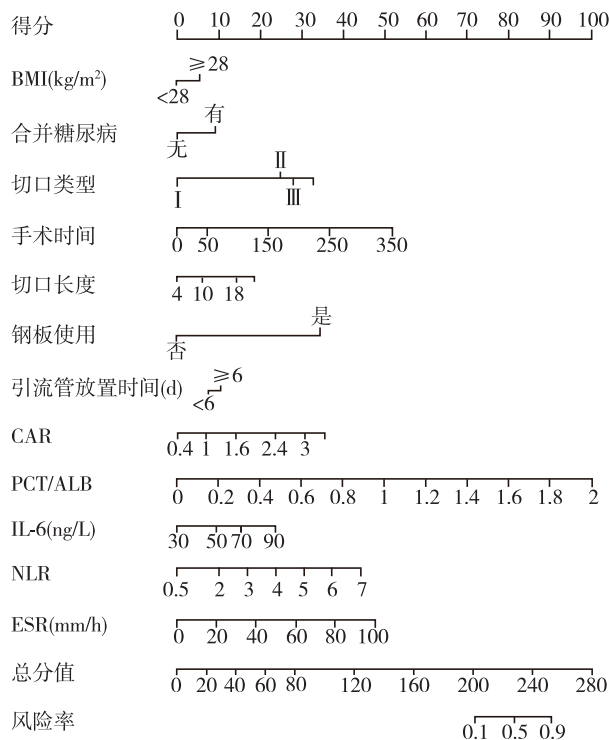 得分 0 10 20 30 40 50 60 70 80 90 100
≥28
BMI(kg/m²)
<28
有
合并糖尿病
无
Ⅱ
切口类型
Ⅰ Ⅲ
手术时间
0 50 150 250 350
切口长度
4 10 18
是
钢板使用
否
≥6
引流管放置时间(d)
<6
CAR
0.4 1 1.6 2.4 3
PCT/ALB
0 0.2 0.4 0.6 0.8 1 1.2 1.4 1.6 1.8 2
IL-6(ng/L)
30 50 70 90
NLR
0.5 2 3 4 5 6 7
ESR(mm/h)
0 20 40 60 80 100
总分值
0 20 40 60 80 120 160 200 240 280
风险率
0.1 0.5 0.9